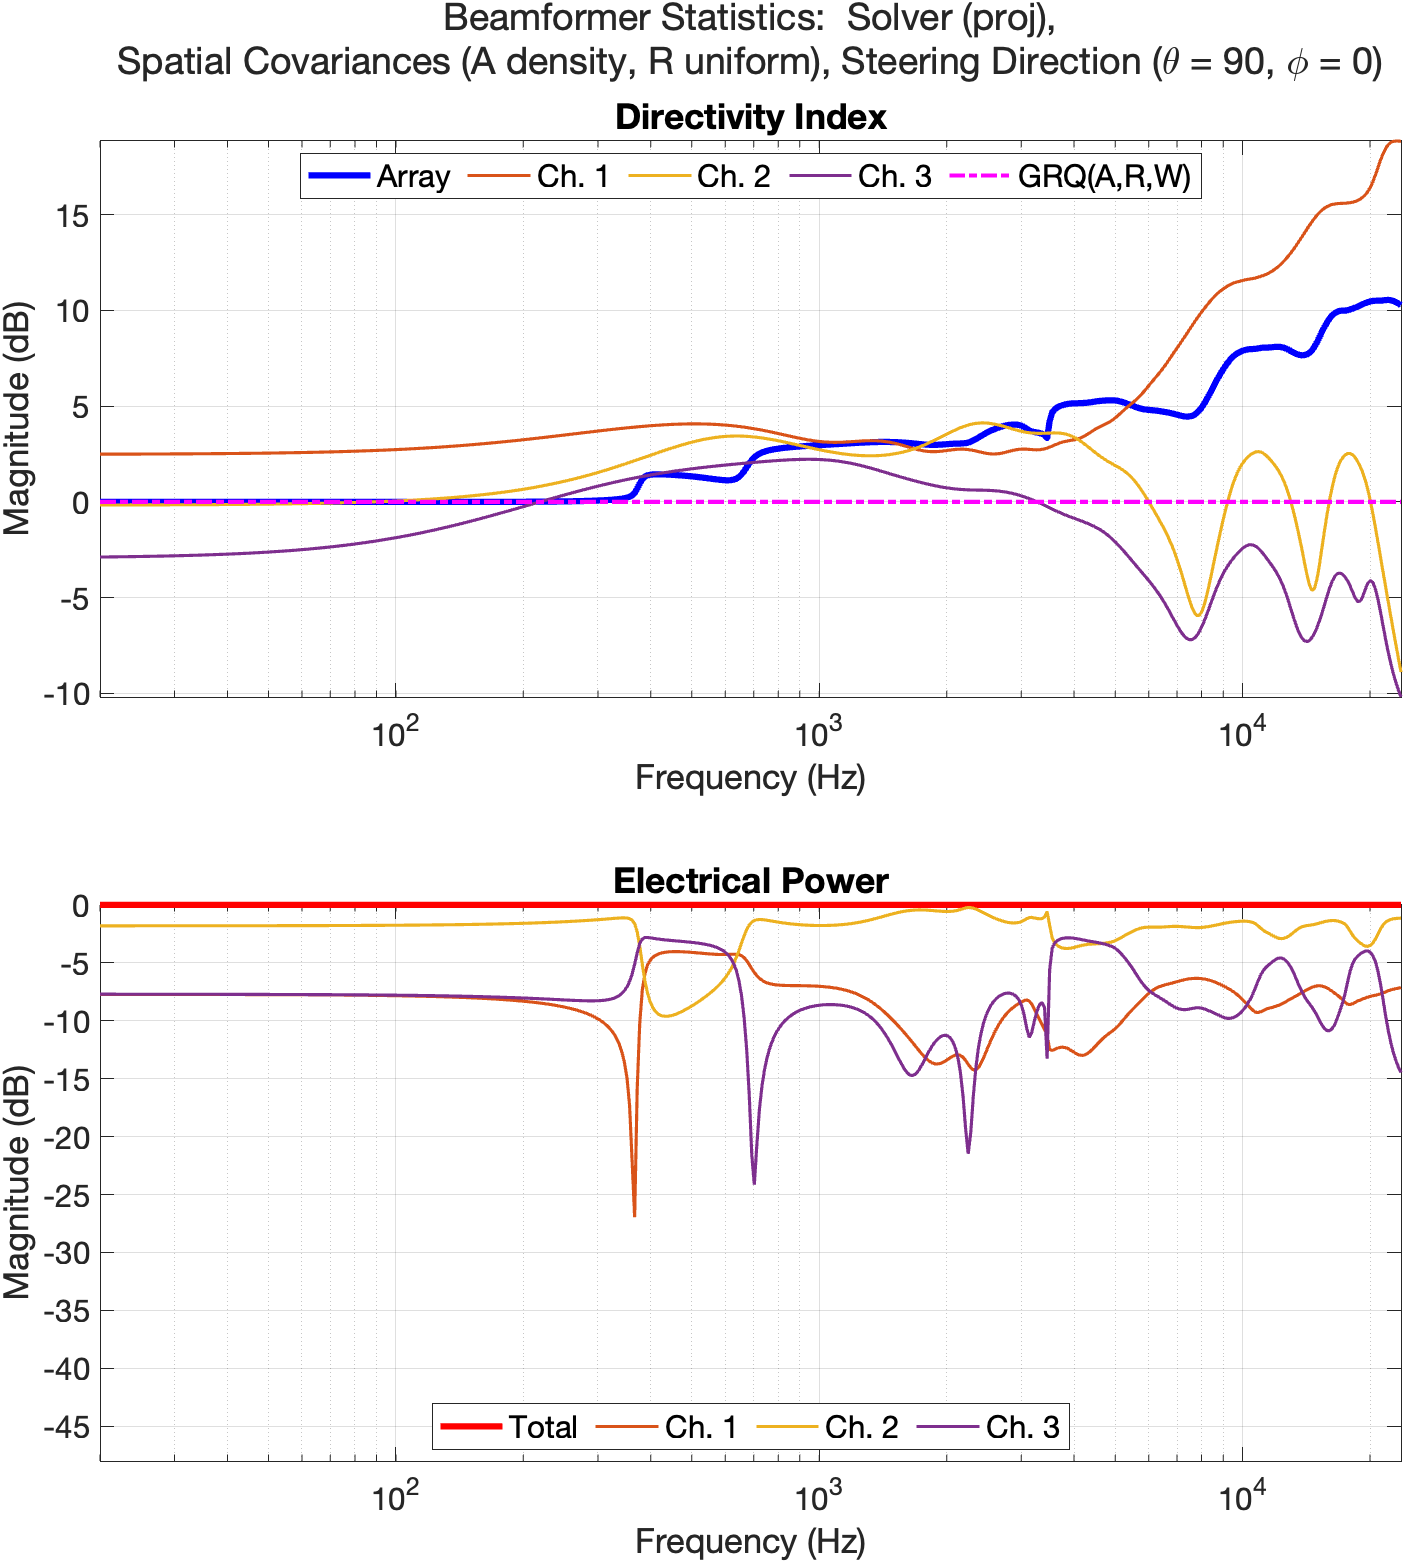 Beamformer Statistics:  Solver (proj),
Spatial Covariances (A density, R uniform), Steering Direction (θ = 90, ϕ = 0)
Directivity Index
Array Ch. 1 Ch. 2 Ch. 3 GRQ(A,R,W)
Magnitude (dB)
15
10
5
0
-5
-10
10² 10³ 10⁴
Frequency (Hz)
Electrical Power
Magnitude (dB)
0
-5
-10
-15
-20
-25
-30
-35
-40
-45
Total Ch. 1 Ch. 2 Ch. 3
10² 10³ 10⁴
Frequency (Hz)